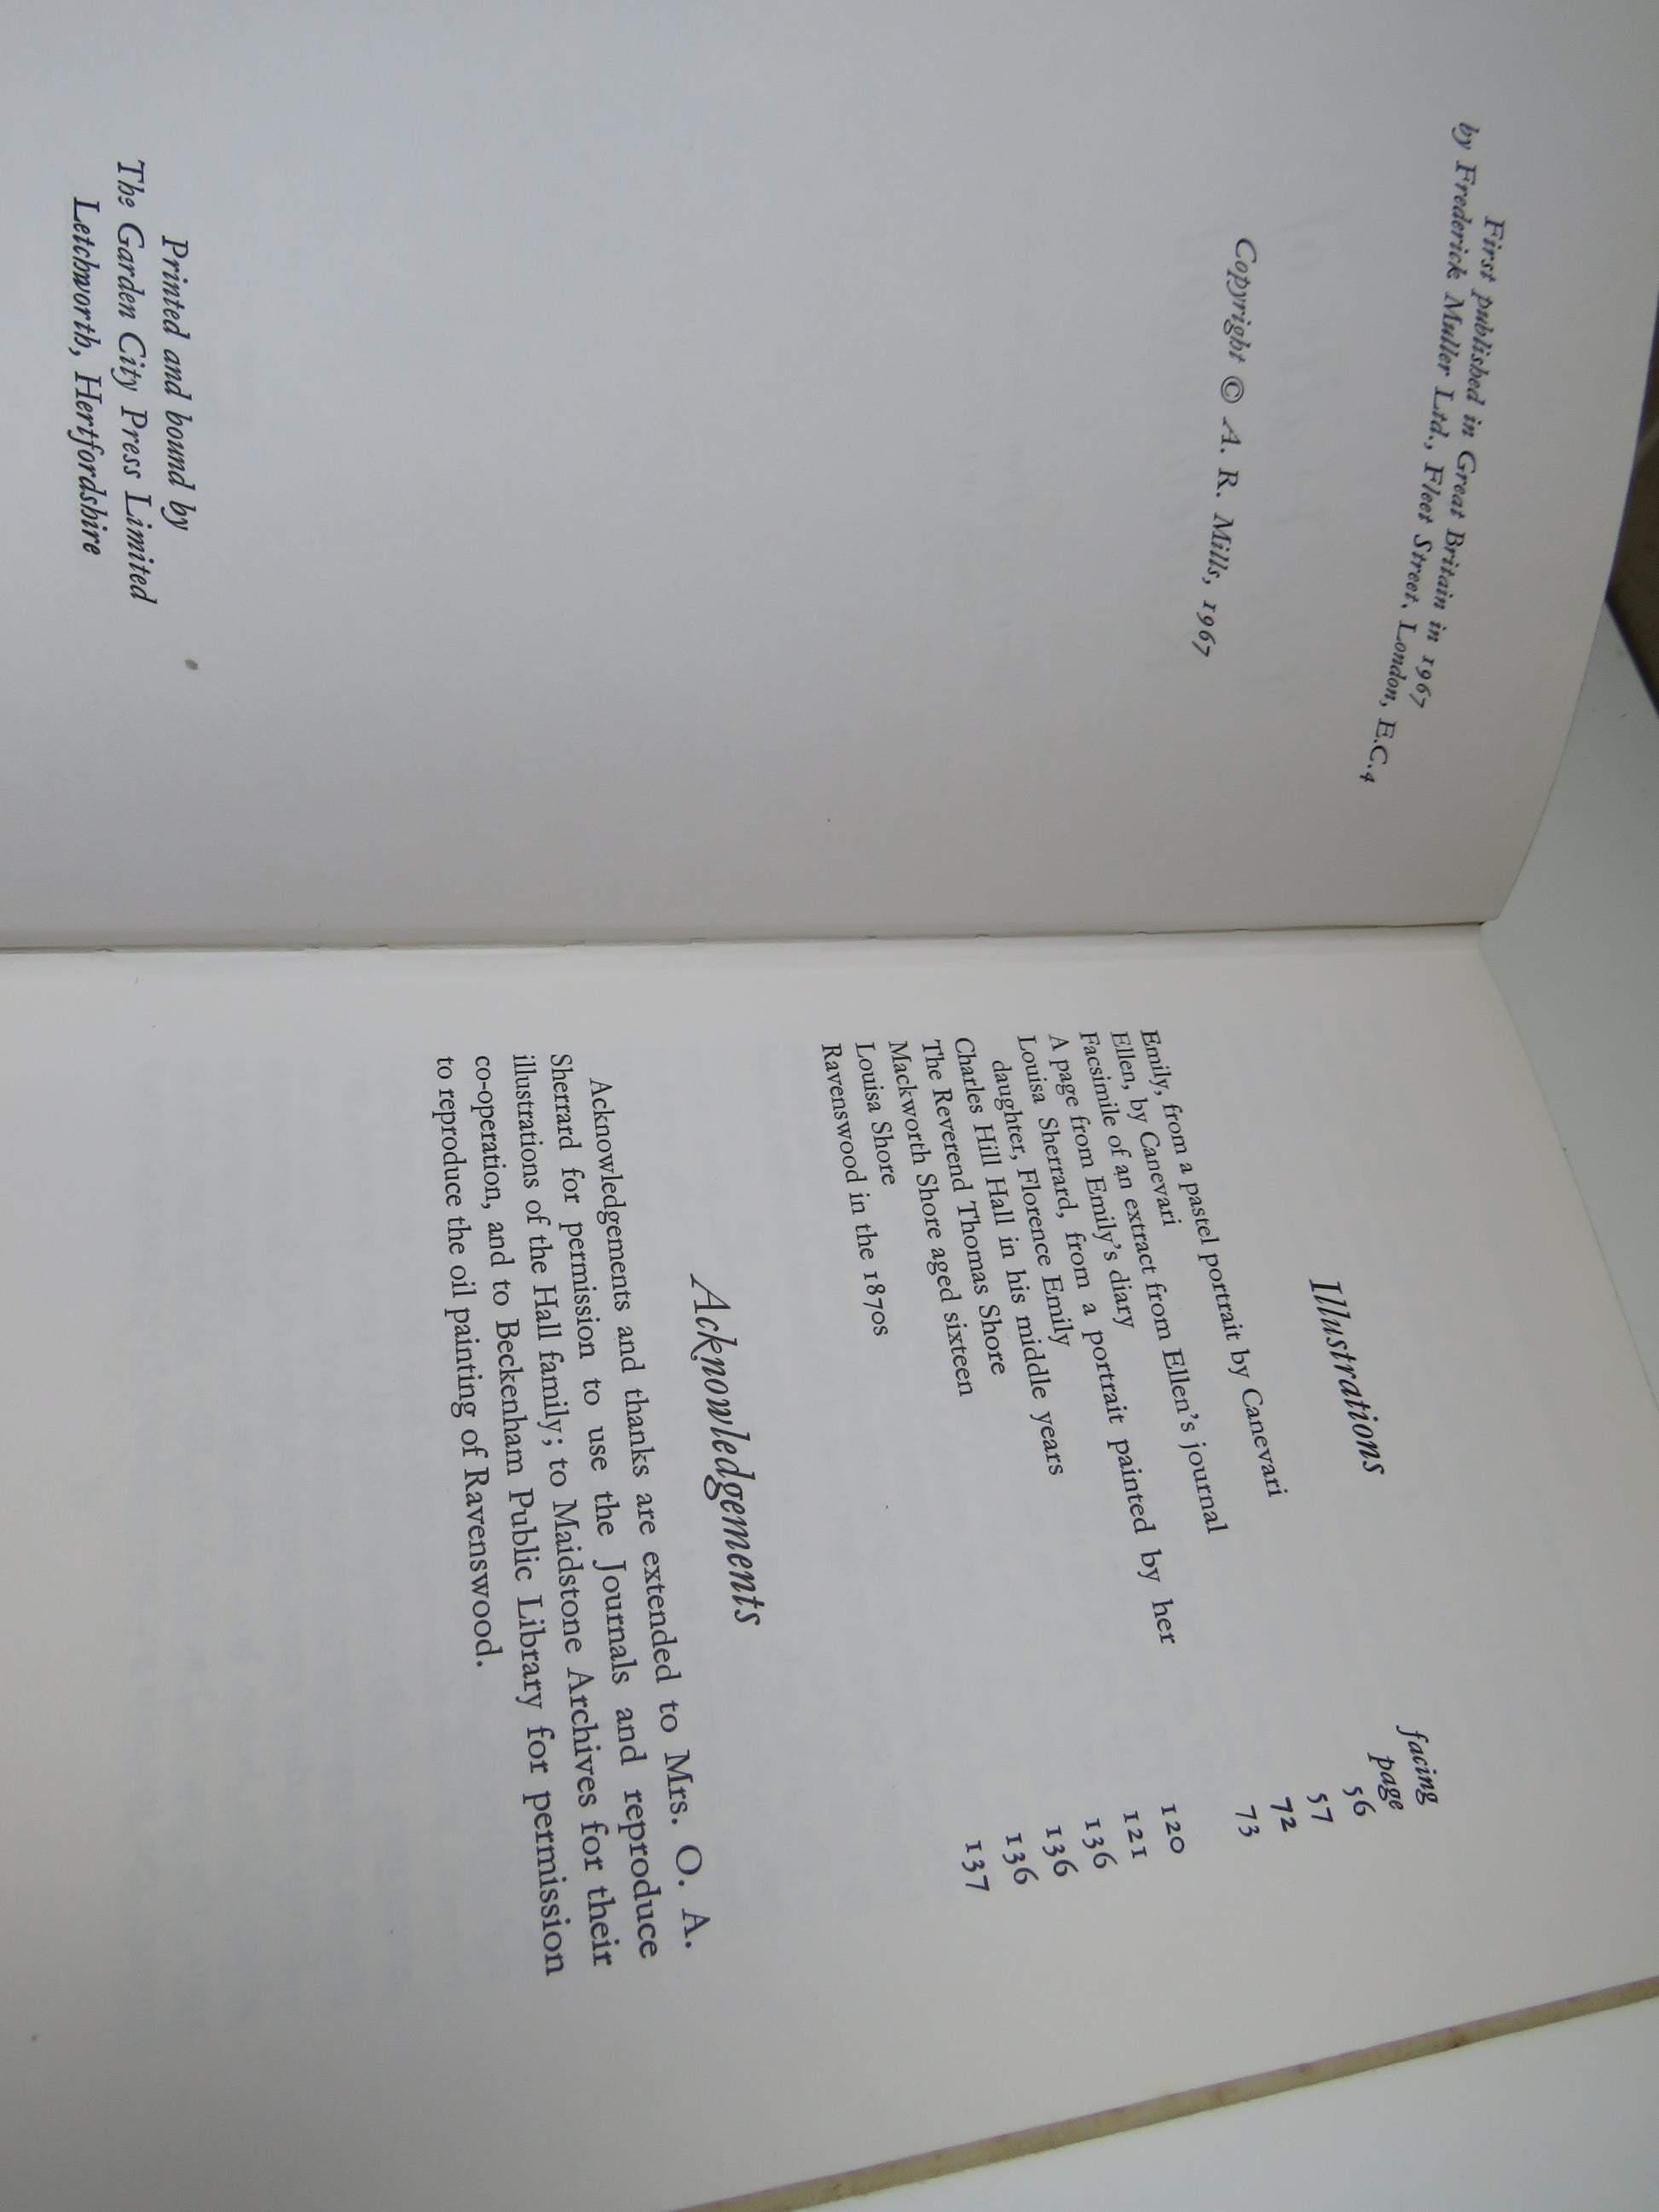 First published in Great Britain in 1967
by Frederick Muller Ltd., Fleet Street, London, E.C.4
Copyright © A. R. Mills, 1967
Printed and bound by
The Garden City Press Limited
Letchworth, Hertfordshire
Illustrations
facing
page
Emily, from a pastel portrait by Canevari 56
Ellen, by Canevari 57
Facsimile of an extract from Ellen's journal 72
A page from Emily's diary 73
Louisa Sherrard, from a portrait painted by her
daughter, Florence Emily 120
Charles Hill Hall in his middle years 121
The Reverend Thomas Shore 136
Mackworth Shore aged sixteen 136
Louisa Shore 136
Ravenswood in the 1870s 137
Acknowledgements
Acknowledgements and thanks are extended to Mrs. O. A.
Sherrard for permission to use the Journals and reproduce
illustrations of the Hall family; to Maidstone Archives for their
co-operation, and to Beckenham Public Library for permission
to reproduce the oil painting of Ravenswood.